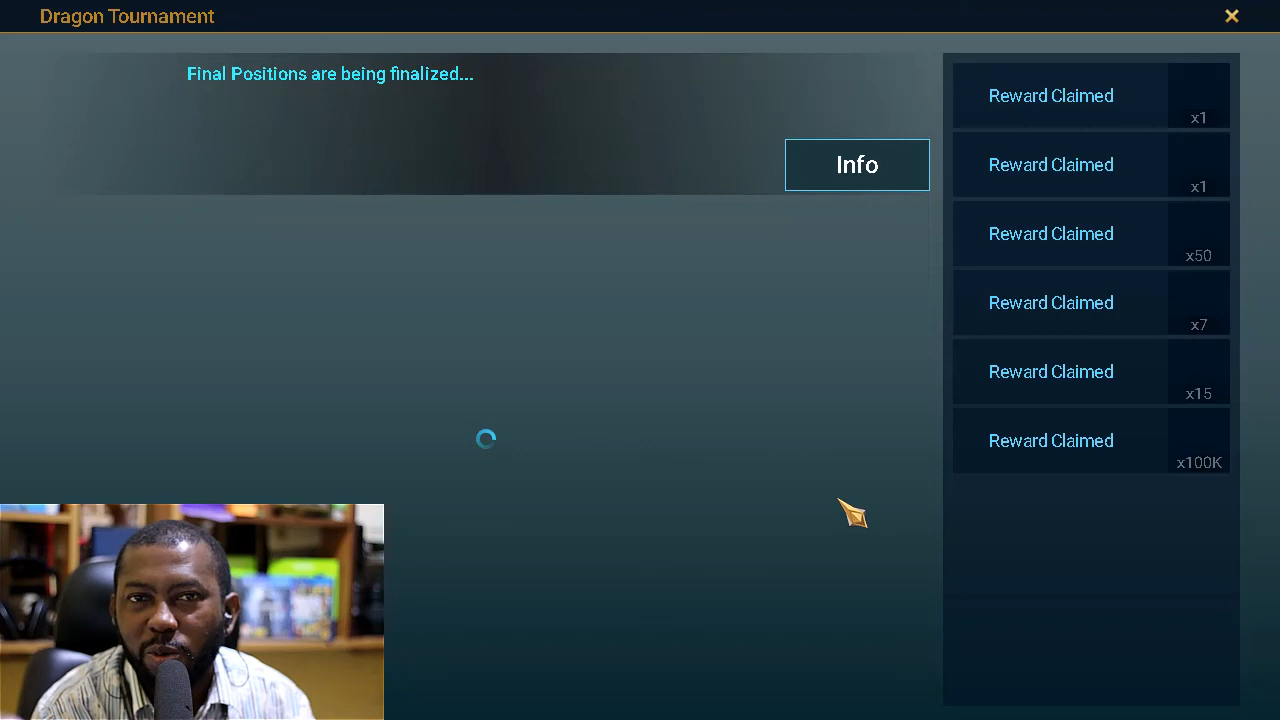 Dragon Tournament
Final Positions are being finalized...
Info
Reward Claimed
x1
Reward Claimed
x1
Reward Claimed
x50
Reward Claimed
x7
Reward Claimed
x15
Reward Claimed
x100K